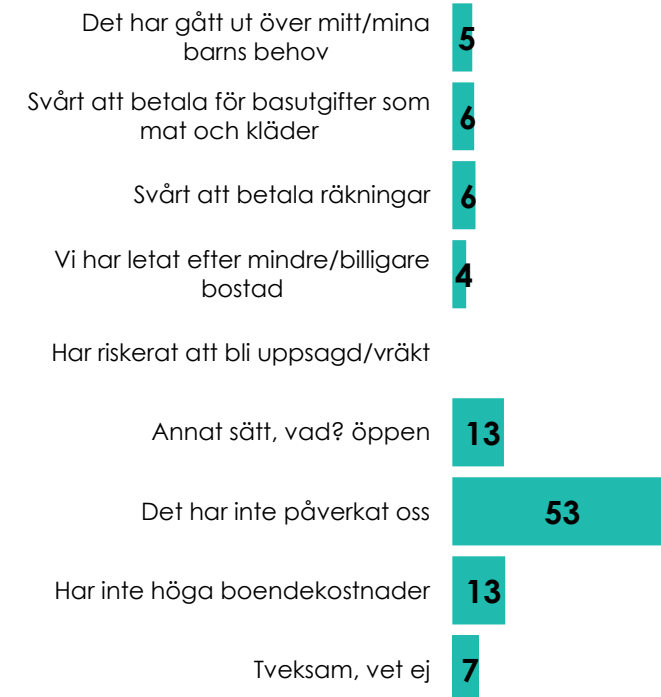 Det har gått ut över mitt/mina
barns behov
5
Svårt att betala för basutgifter som
mat och kläder
6
Svårt att betala räkningar
6
Vi har letat efter mindre/billigare
bostad
4
Har riskerat att bli uppsagd/vräkt
Annat sätt, vad? öppen
13
Det har inte påverkat oss
53
Har inte höga boendekostnader
13
Tveksam, vet ej
7